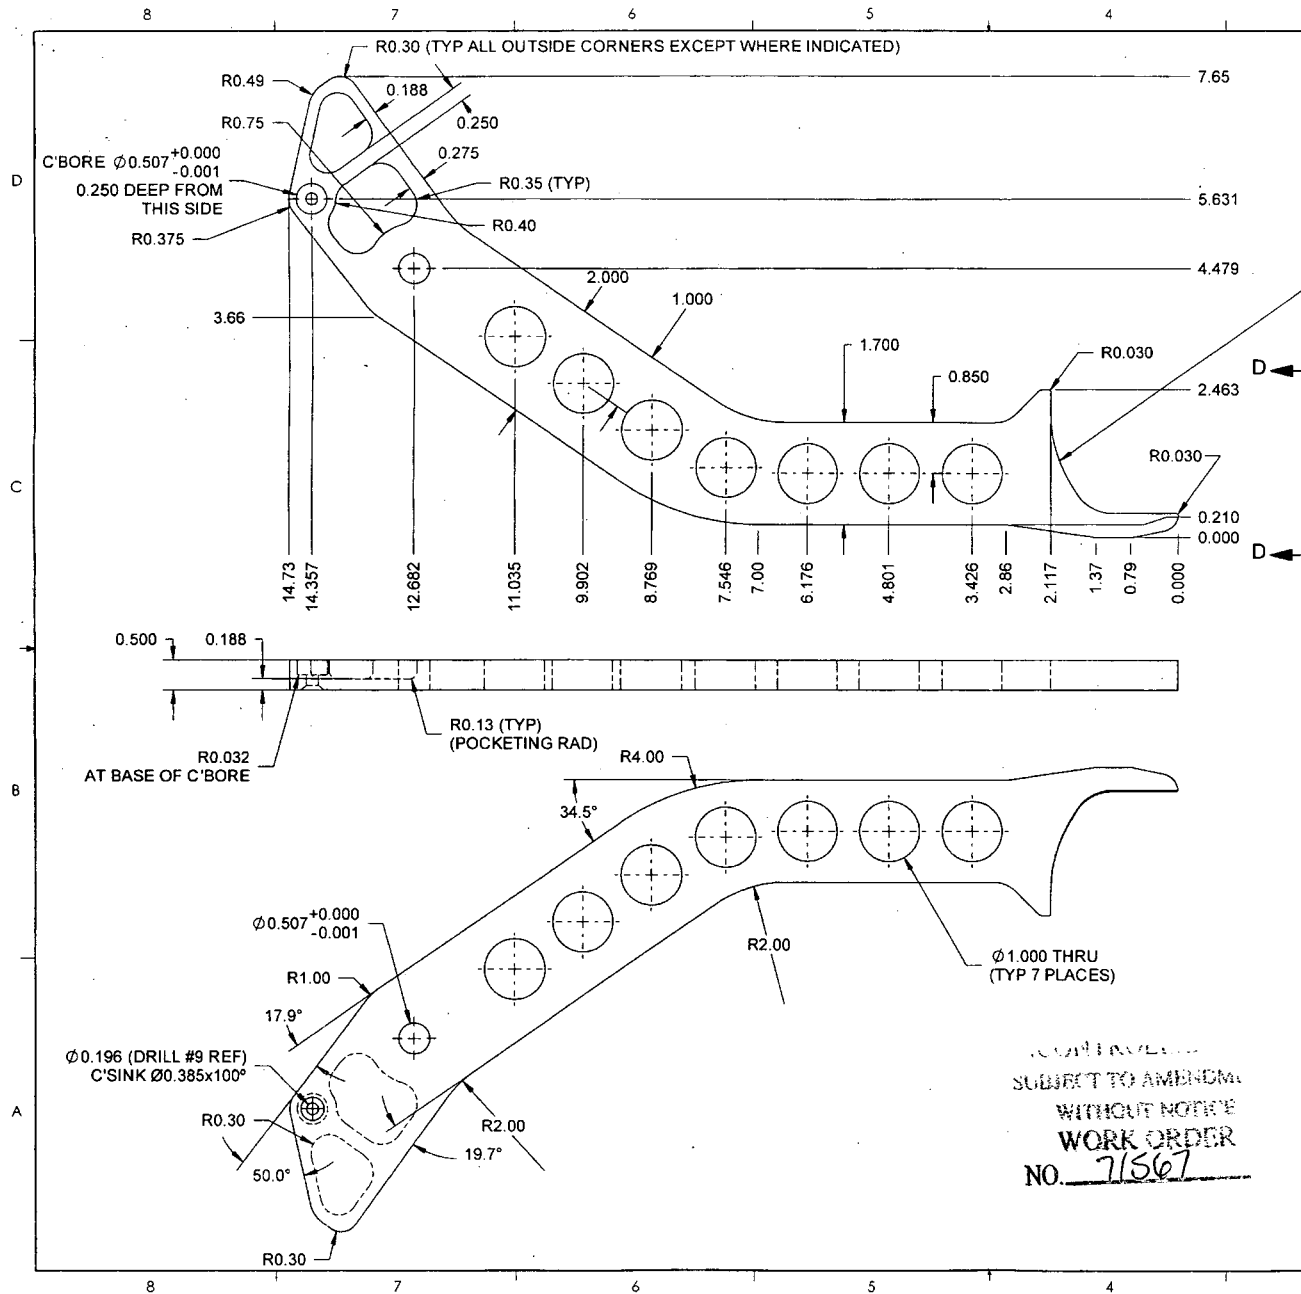 8 7 6 5 4
R0.30 (TYP ALL OUTSIDE CORNERS EXCEPT WHERE INDICATED)
R0.49
0.188
7.65
R0.75
0.250
C'BORE Ø0.507 +0.000
-0.001
0.250 DEEP FROM
THIS SIDE
0.275
D
R0.35 (TYP)
5.631
R0.375
R0.40
4.479
2.000
1.000
3.66
1.700
R0.030
D
0.850
2.463
R0.030
C
0.210
0.000
D
14.73
14.357
12.682
11.035
9.902
8.769
7.546
7.00
6.176
4.801
3.426
2.86
2.117
1.37
0.79
0.000
0.500
0.188
R0.13 (TYP)
(POCKETING RAD)
R0.032
AT BASE OF C'BORE
R4.00
B
34.5°
Ø0.507 +0.000
-0.001
R2.00
Ø1.000 THRU
(TYP 7 PLACES)
R1.00
17.9°
Ø0.196 (DRILL #9 REF)
C'SINK Ø0.385x100°
SUBJECT TO
WITHOUT NOTICE
A
R0.30
R2.00
WORK ORDER
19.7°
50.0°
NO. 71567
R0.30
8 7 6 5 4